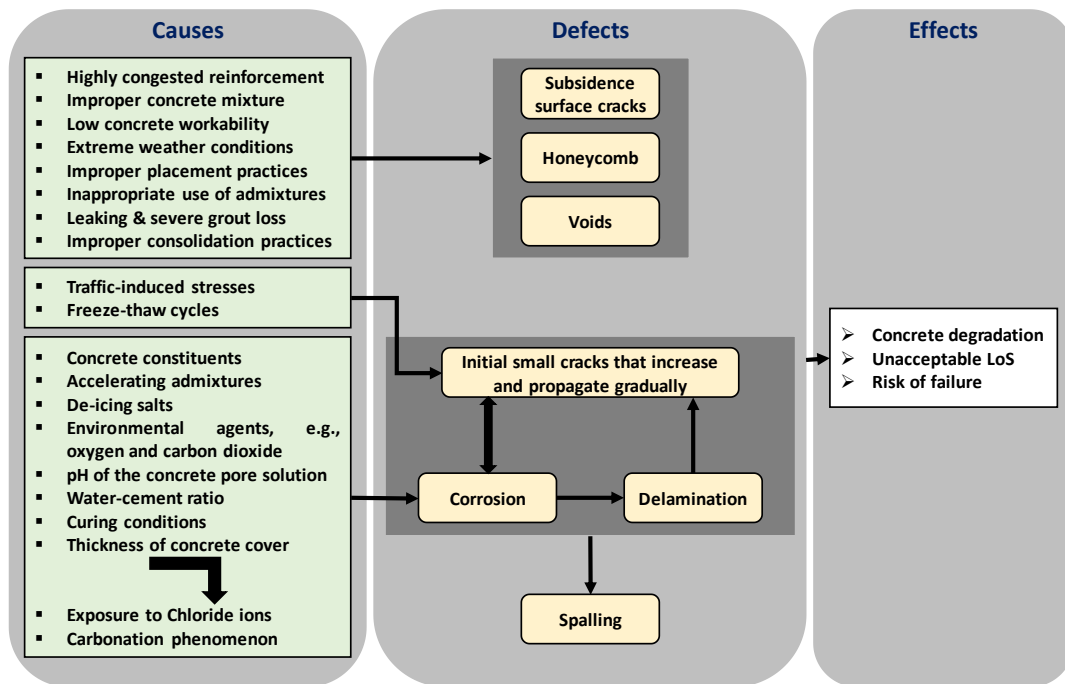 Causes
Highly congested reinforcement
Improper concrete mixture
Low concrete workability
Extreme weather conditions
Improper placement practices
Inappropriate use of admixtures
Leaking & severe grout loss
Improper consolidation practices
Traffic-induced stresses
Freeze-thaw cycles
Concrete constituents
Accelerating admixtures
De-icing salts
Environmental agents, e.g.,
oxygen and carbon dioxide
pH of the concrete pore solution
Water-cement ratio
Curing conditions
Thickness of concrete cover
Exposure to Chloride ions
Carbonation phenomenon
Defects
Subsidence
surface cracks
Honeycomb
Voids
Initial small cracks that increase
and propagate gradually
Corrosion
Delamination
Spalling
Effects
Concrete degradation
Unacceptable LoS
Risk of failure